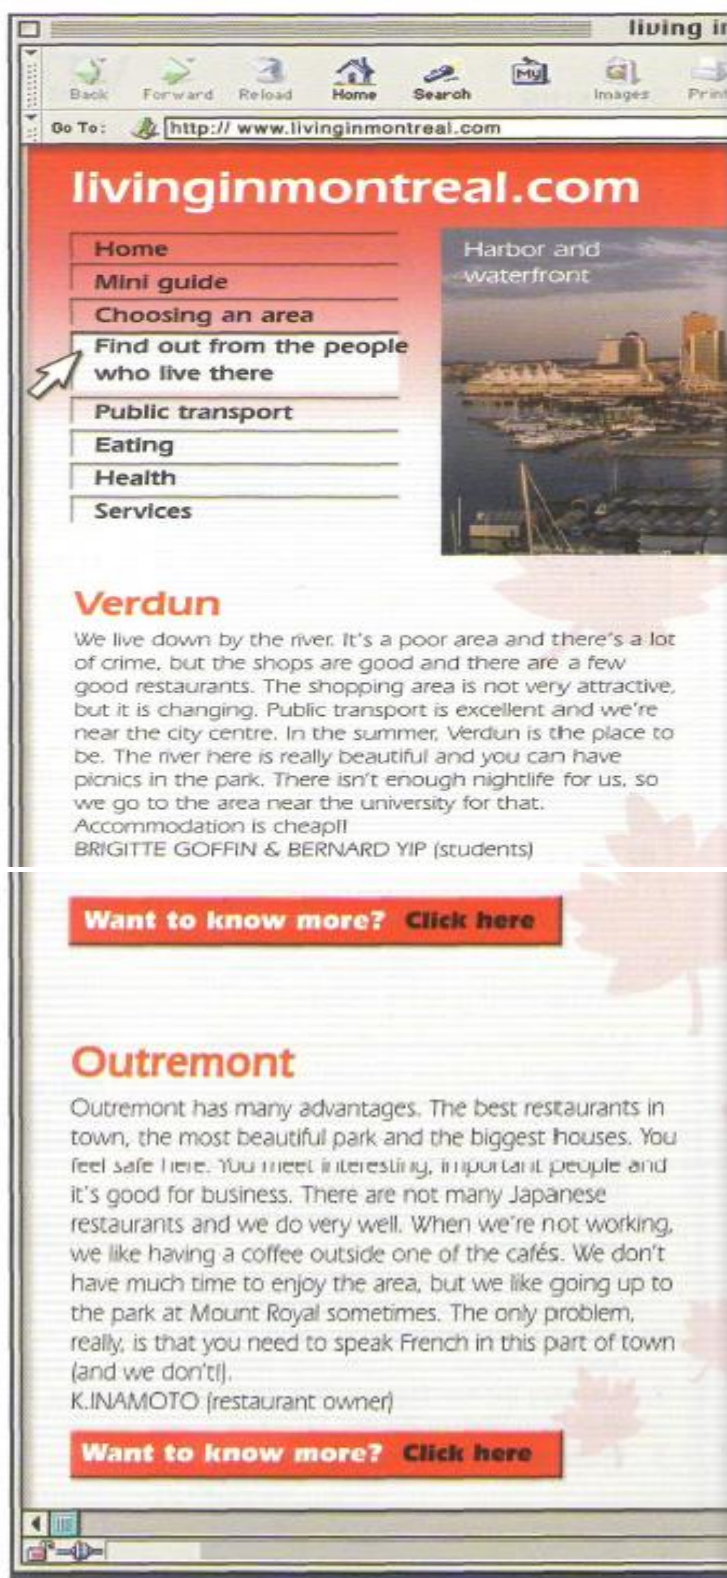 living in
Back Forward Reload Home Search My Images Print
Go To: http:// www.livinginmontreal.com
livinginmontreal.com
Home
Mini guide
Choosing an area
Find out from the people
who live there
Public transport
Eating
Health
Services
Harbor and
waterfront
Verdun
We live down by the river. It's a poor area and there's a lot
of crime, but the shops are good and there are a few
good restaurants. The shopping area is not very attractive,
but it is changing. Public transport is excellent and we're
near the city centre. In the summer, Verdun is the place to
be. The river here is really beautiful and you can have
picnics in the park. There isn't enough nightlife for us, so
we go to the area near the university for that.
Accommodation is cheap!!
BRIGITTE GOFFIN & BERNARD YIP (students)
Want to know more? Click here
Outremont
Outremont has many advantages. The best restaurants in
town, the most beautiful park and the biggest houses. You
feel safe here. You meet interesting, important people and
it's good for business. There are not many Japanese
restaurants and we do very well. When we're not working,
we like having a coffee outside one of the cafés. We don't
have much time to enjoy the area, but we like going up to
the park at Mount Royal sometimes. The only problem,
really, is that you need to speak French in this part of town
(and we don't!).
K.INAMOTO (restaurant owner)
Want to know more? Click here